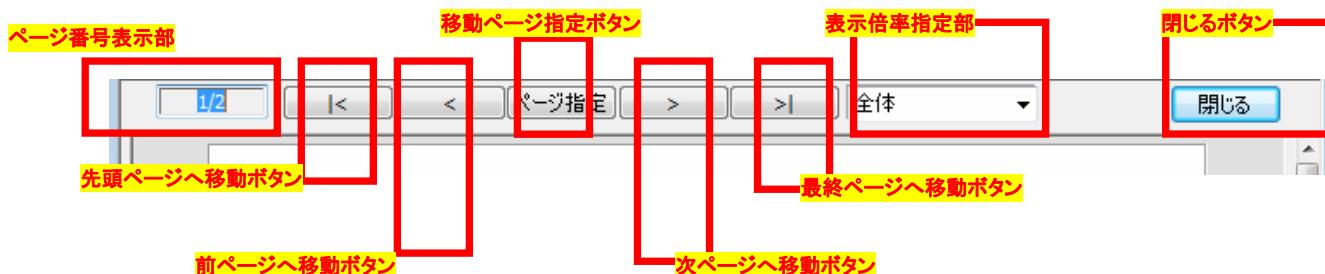 移動ページ指定ボタン
表示倍率指定部
閉じるボタン
ページ番号表示部
1/2
|<
<
ページ指定
>
>|
全体
閉じる
先頭ページへ移動ボタン
最終ページへ移動ボタン
前ページへ移動ボタン
次ページへ移動ボタン